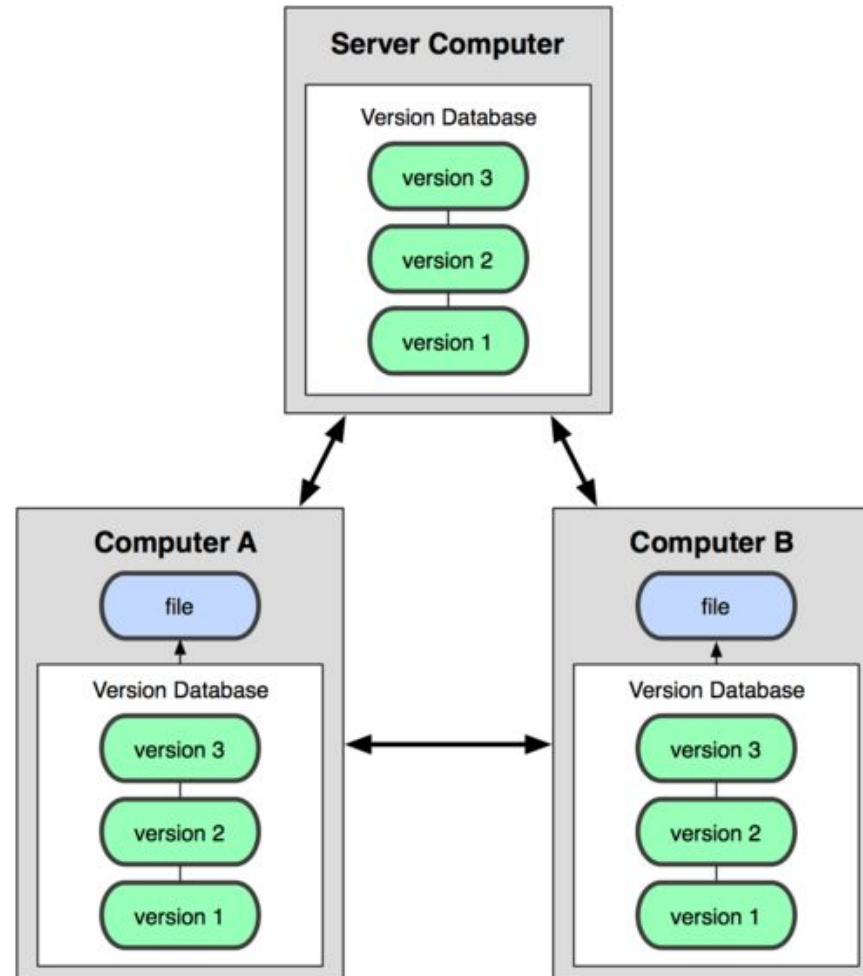 Server Computer
Version Database
version 3
version 2
version 1
Computer A
file
Version Database
version 3
version 2
version 1
Computer B
file
Version Database
version 3
version 2
version 1